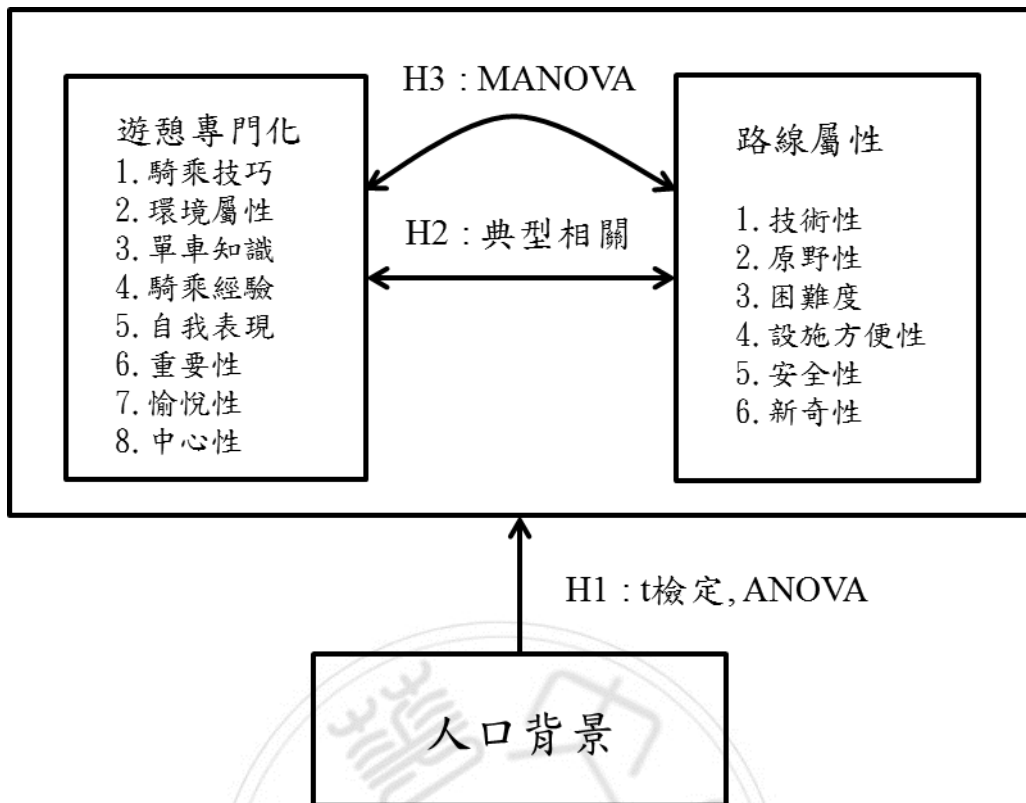 H3 : MANOVA
遊憩專門化
1.騎乘技巧
2.環境屬性
3.單車知識
4.騎乘經驗
5.自我表現
6.重要性
7.愉悅性
8.中心性
H2 : 典型相關
路線屬性
1.技術性
2.原野性
3.困難度
4.設施方便性
5.安全性
6.新奇性
H1 : t檢定, ANOVA
人口背景